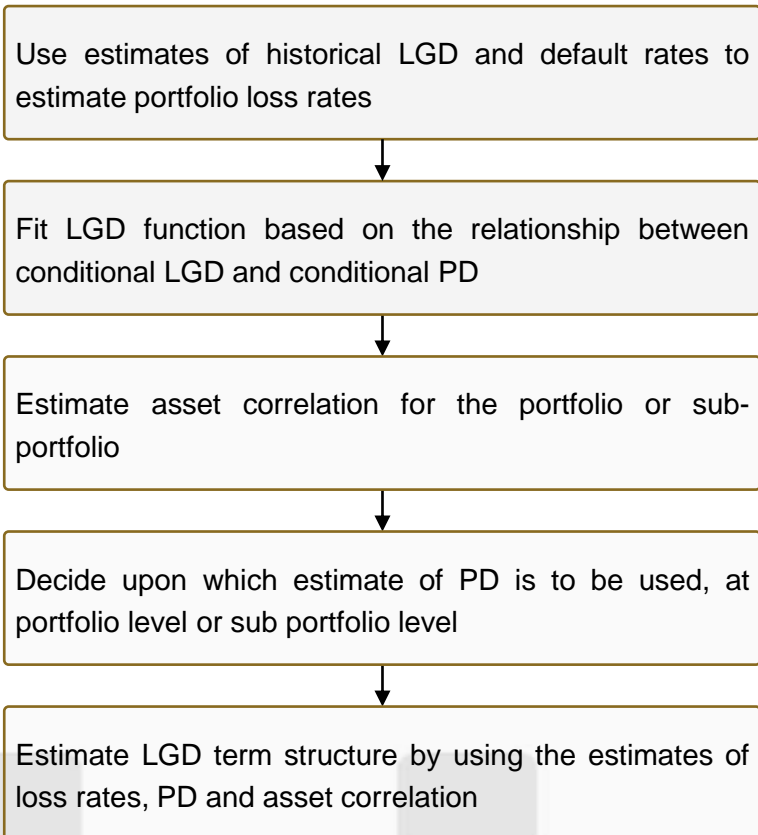 Use estimates of historical LGD and default rates to
estimate portfolio loss rates
Fit LGD function based on the relationship between
conditional LGD and conditional PD
Estimate asset correlation for the portfolio or sub-
portfolio
Decide upon which estimate of PD is to be used, at
portfolio level or sub portfolio level
Estimate LGD term structure by using the estimates of
loss rates, PD and asset correlation